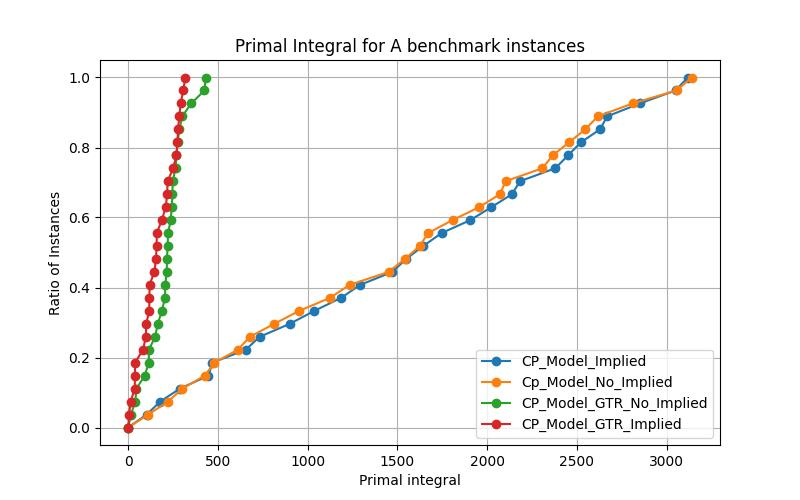 Primal Integral for A benchmark instances
1.0
0.8
0.6
0.4
0.2
0.0
Ratio of Instances
CP_Model_Implied
Cp_Model_No_Implied
CP_Model_GTR_No_Implied
CP_Model_GTR_Implied
0 500 1000 1500 2000 2500 3000
Primal integral